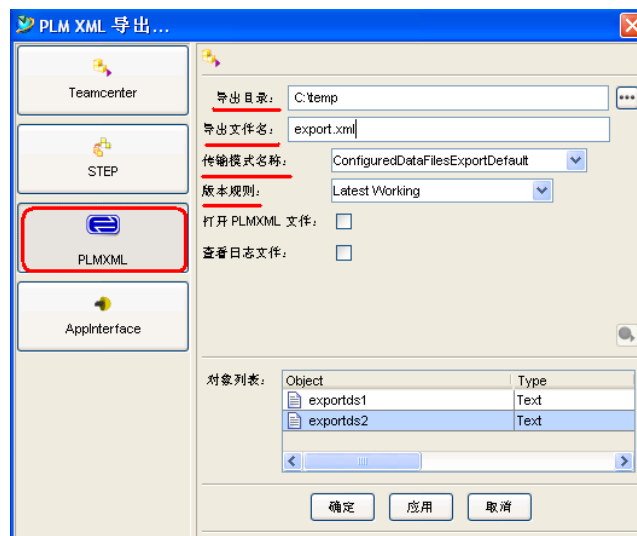 PLM XML 导出...
Teamcenter
STEP
PLMXML
AppInterface
导出目录: C:\temp
导出文件名: export.xml
传输模式名称: ConfiguredDataFilesExportDefault
版本规则: Latest Working
打开 PLMXML 文件:
查看日志文件:
对象列表: Object Type
exportds1 Text
exportds2 Text
确定 应用 取消